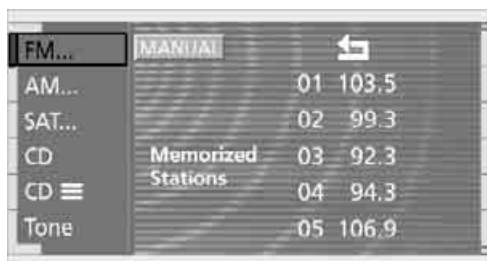 FM...
MANUAL
AM...
01 103.5
SAT...
02 99.3
CD
Memorized
Stations
03 92.3
CD
04 94.3
Tone
05 106.9